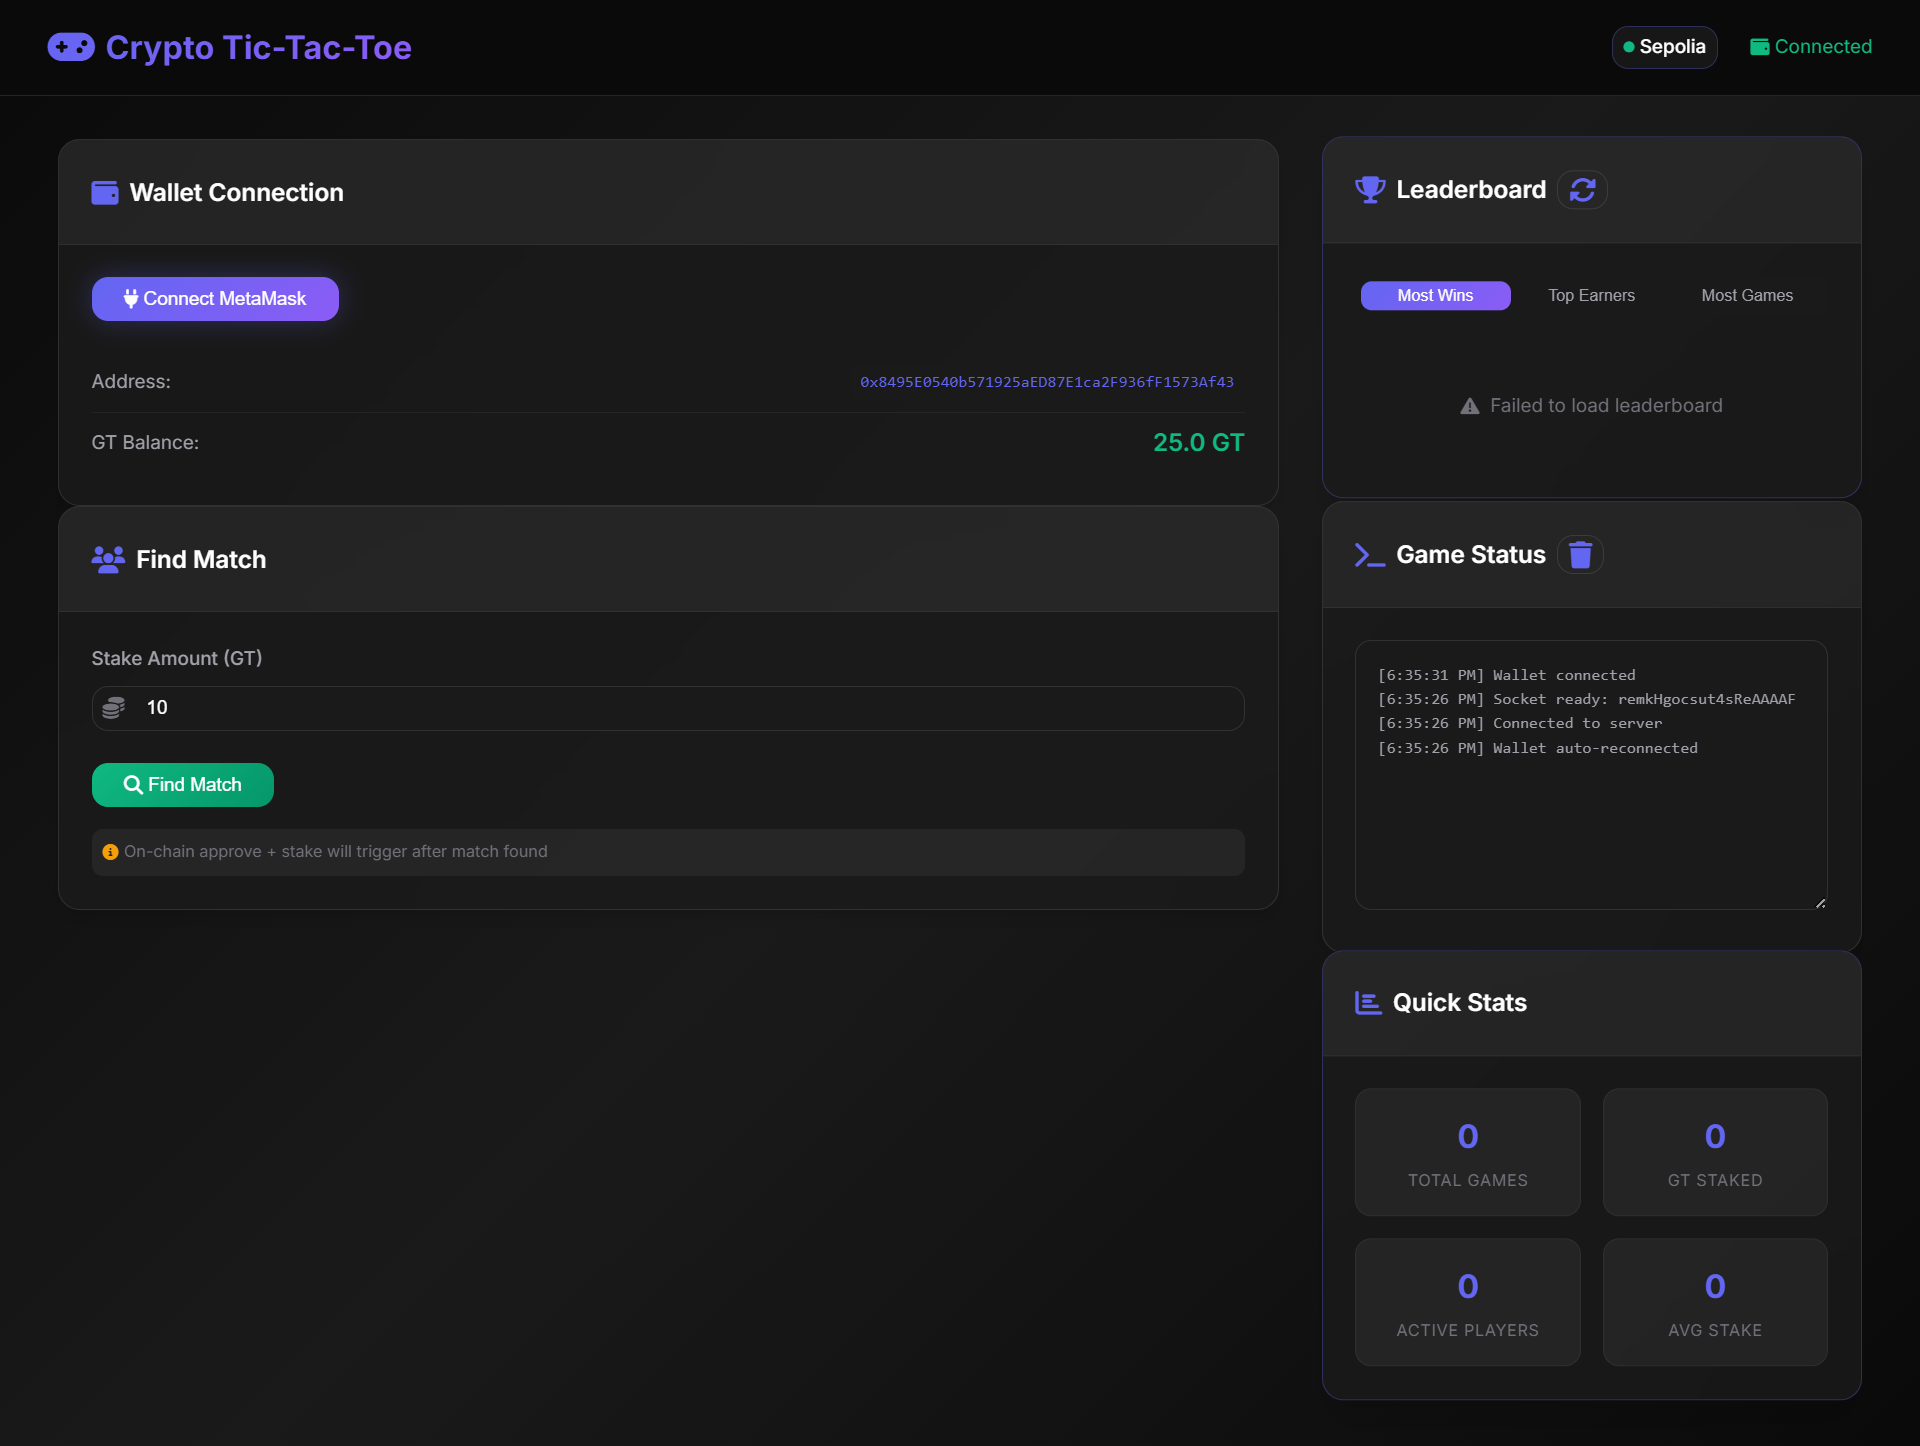 Crypto Tic-Tac-Toe
Sepolia
Connected
Wallet Connection
Connect MetaMask
Address:
0x8495E0540b571925aED87E1ca2F936fF1573Af43
GT Balance:
25.0 GT
Find Match
Stake Amount (GT)
10
Find Match
On-chain approve + stake will trigger after match found
Leaderboard
Most Wins
Top Earners
Most Games
Failed to load leaderboard
Game Status
[6:35:31 PM] Wallet connected
[6:35:26 PM] Socket ready: remkHgocsut4sReAAAAF
[6:35:26 PM] Connected to server
[6:35:26 PM] Wallet auto-reconnected
Quick Stats
0
TOTAL GAMES
0
GT STAKED
0
ACTIVE PLAYERS
0
AVG STAKE